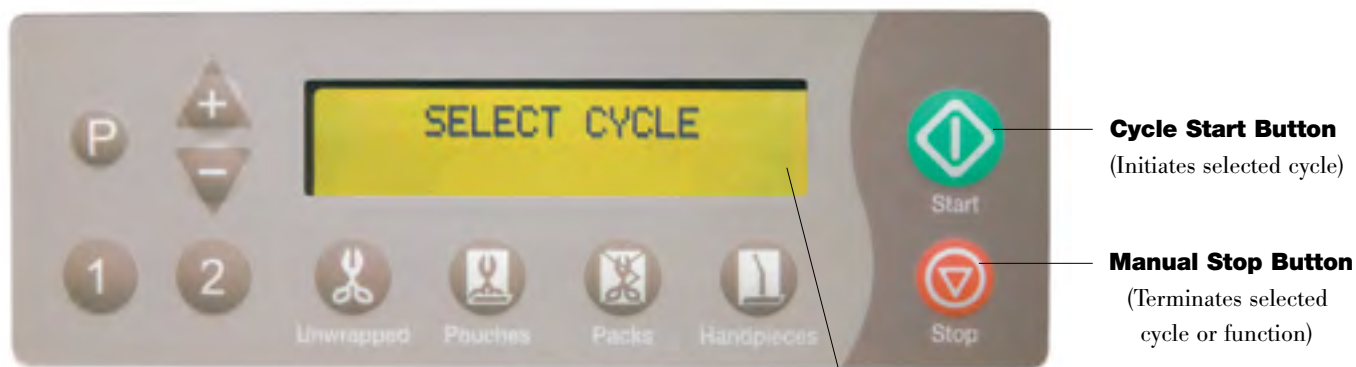 P
+
-
SELECT CYCLE
1
2
Unwrapped
Pouches
Packs
Handpieces
Start
Stop
Cycle Start Button
(Initiates selected cycle)
Manual Stop Button
(Terminates selected
cycle or function)